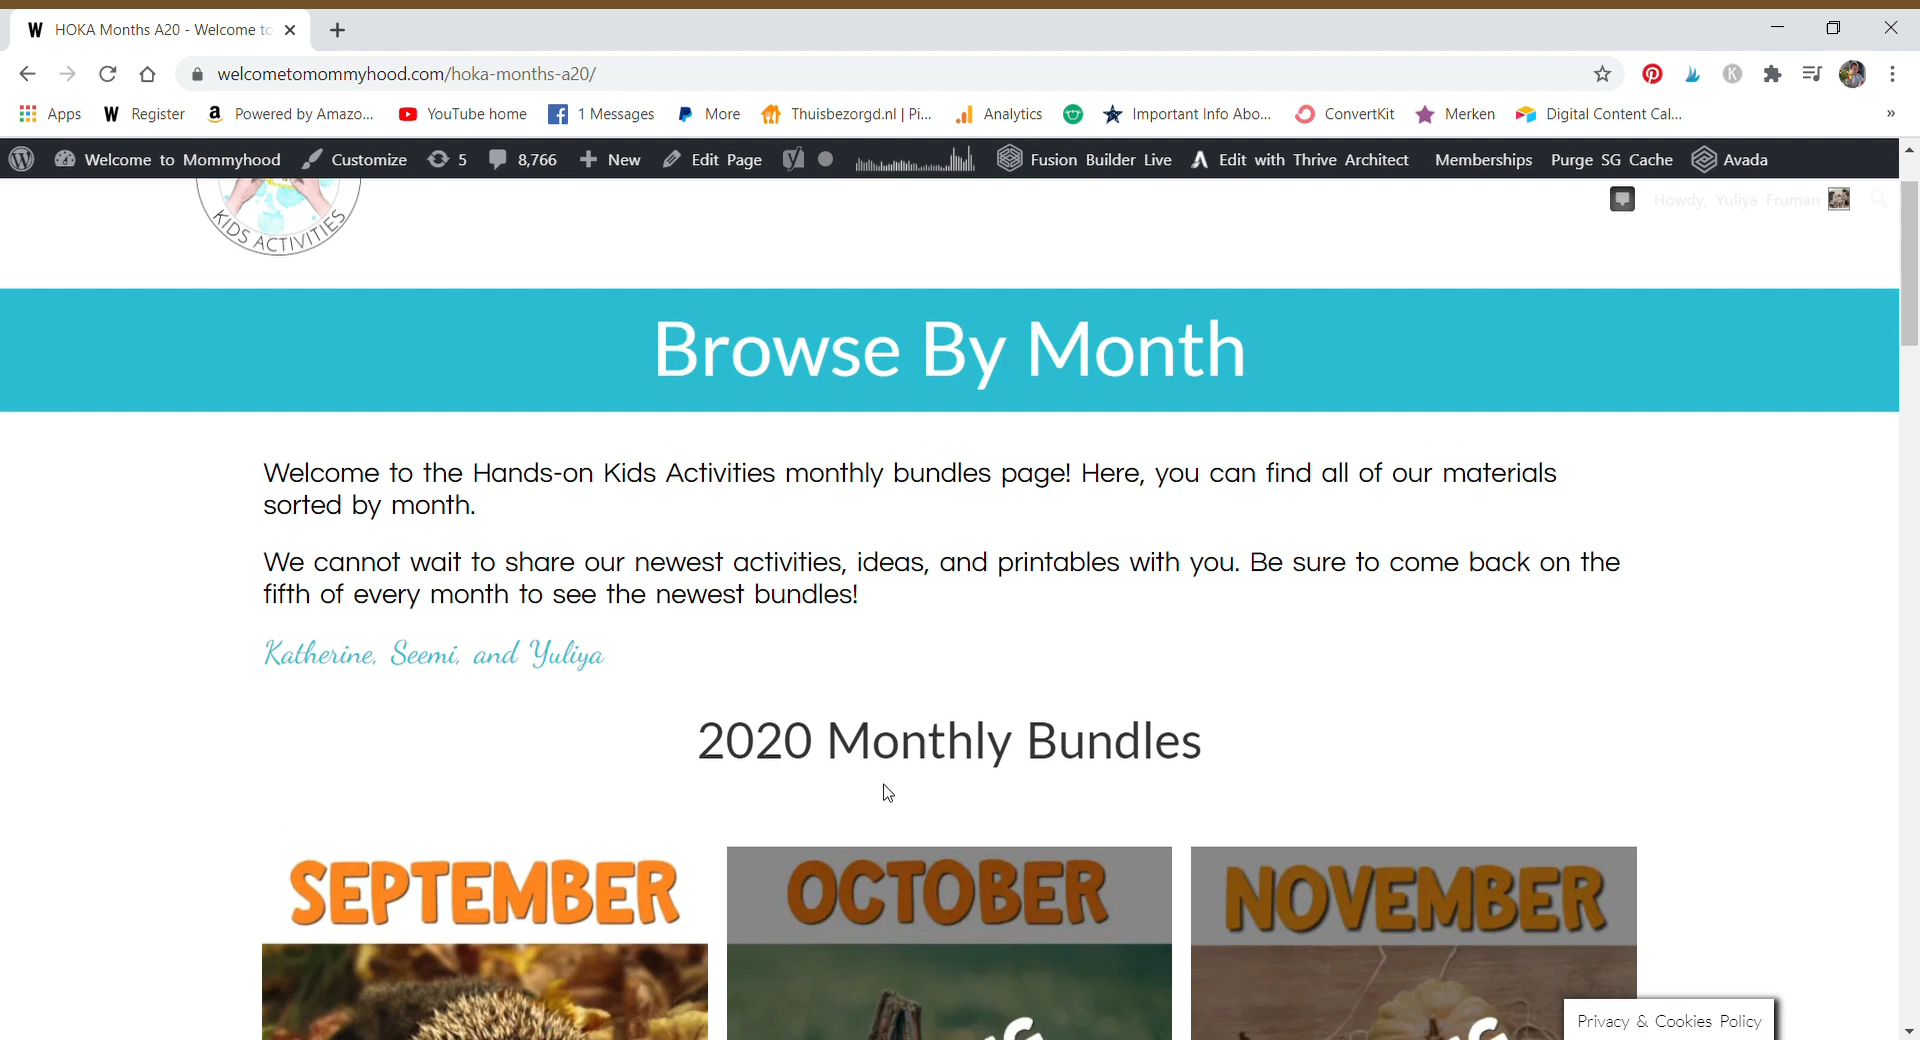 HOKA Months A20 - Welcome to
welcometomommyhood.com/hoka-months-a20/
Apps Register Powered by Amazo... YouTube home 1 Messages More Thuisbezorgd.nl | Pi... Analytics Important Info Abo... ConvertKit Merken Digital Content Cal... »
Welcome to Mommyhood Customize 5 8,766 New Edit Page Fusion Builder Live Edit with Thrive Architect Memberships Purge SG Cache Avada
Howdy, Yuliya Fruman
KIDS ACTIVITIES
Browse By Month
Welcome to the Hands-on Kids Activities monthly bundles page! Here, you can find all of our materials
sorted by month.
We cannot wait to share our newest activities, ideas, and printables with you. Be sure to come back on the
fifth of every month to see the newest bundles!
Katherine, Seemi, and Yuliya
2020 Monthly Bundles
SEPTEMBER OCTOBER NOVEMBER
Privacy & Cookies Policy